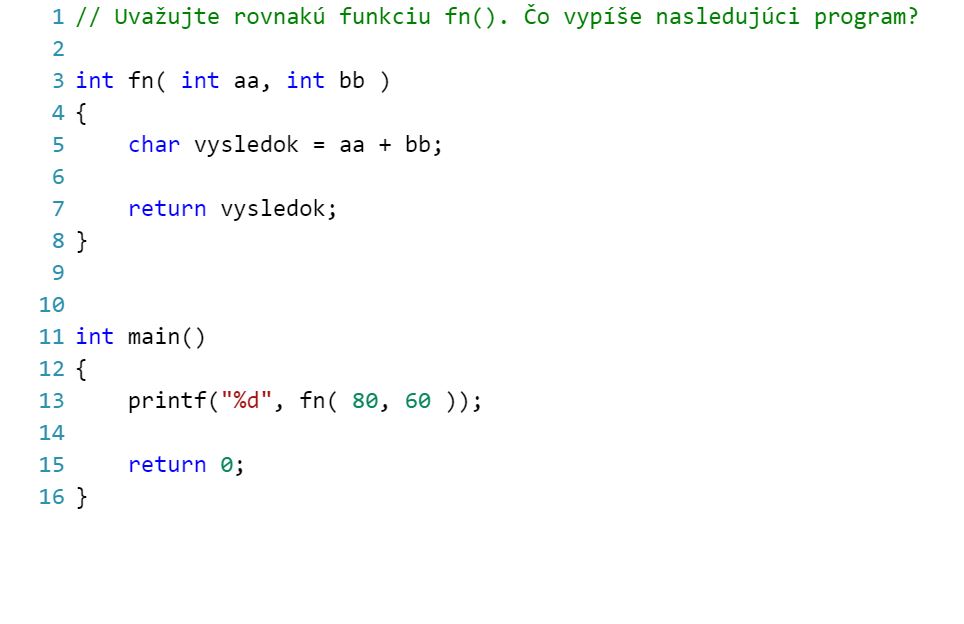 1 // Uvažujte rovnakú funkciu fn(). Čo vypíše nasledujúci program?
2
3 int fn( int aa, int bb )
4 {
5     char vysledok = aa + bb;
6
7     return vysledok;
8 }
9
10
11 int main()
12 {
13     printf("%d", fn( 80, 60 ));
14
15     return 0;
16 }